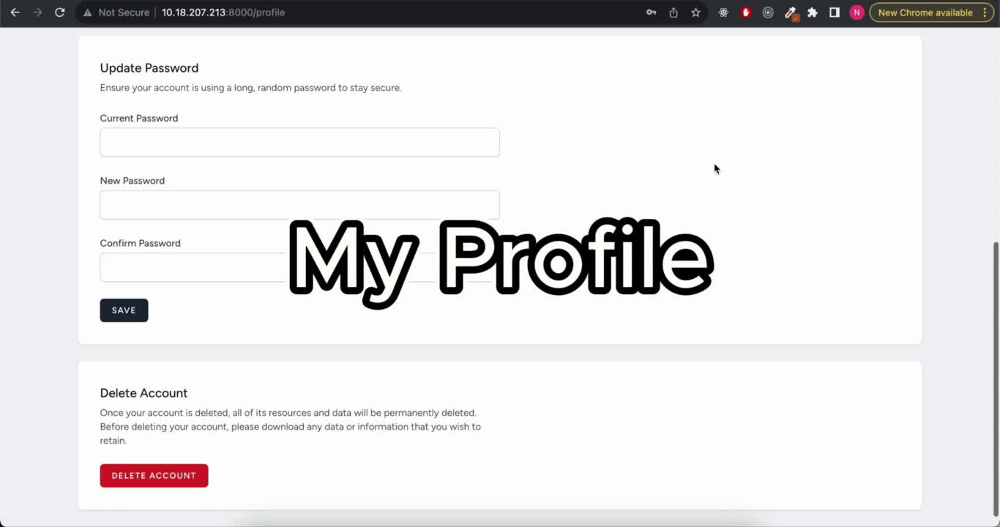 Not Secure | 10.18.207.213:8000/profile
N
New Chrome available
Update Password
Ensure your account is using a long, random password to stay secure.
Current Password
New Password
My Profile
Confirm Password
SAVE
Delete Account
Once your account is deleted, all of its resources and data will be permanently deleted.
Before deleting your account, please download any data or information that you wish to
retain.
DELETE ACCOUNT